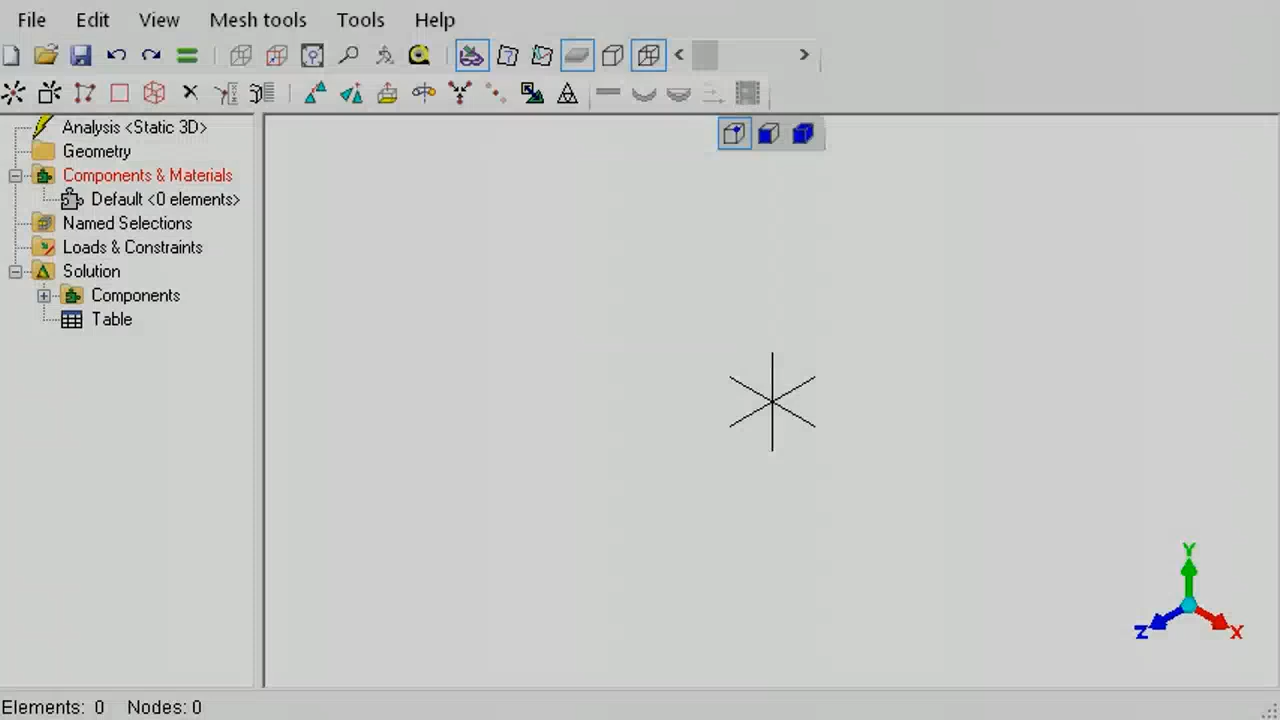 File Edit View Mesh tools Tools Help
Analysis <Static 3D>
Geometry
Components & Materials
Default <0 elements>
Named Selections
Loads & Constraints
Solution
Components
Table
Y
Z X
Elements: 0 Nodes: 0